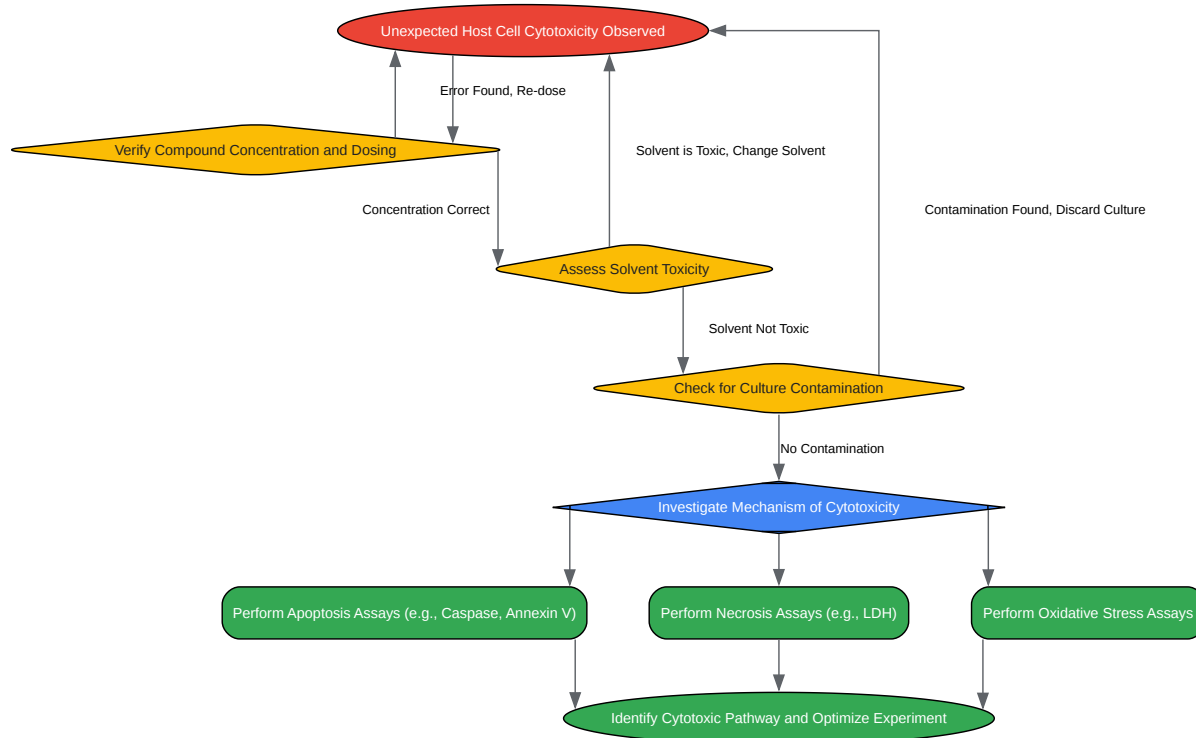 Unexpected Host Cell Cytotoxicity Observed
Error Found, Re-dose
Verify Compound Concentration and Dosing
Solvent is Toxic, Change Solvent
Concentration Correct
Contamination Found, Discard Culture
Assess Solvent Toxicity
Solvent Not Toxic
Check for Culture Contamination
No Contamination
Investigate Mechanism of Cytotoxicity
Perform Apoptosis Assays (e.g., Caspase, Annexin V)
Perform Necrosis Assays (e.g., LDH)
Perform Oxidative Stress Assays
Identify Cytotoxic Pathway and Optimize Experiment